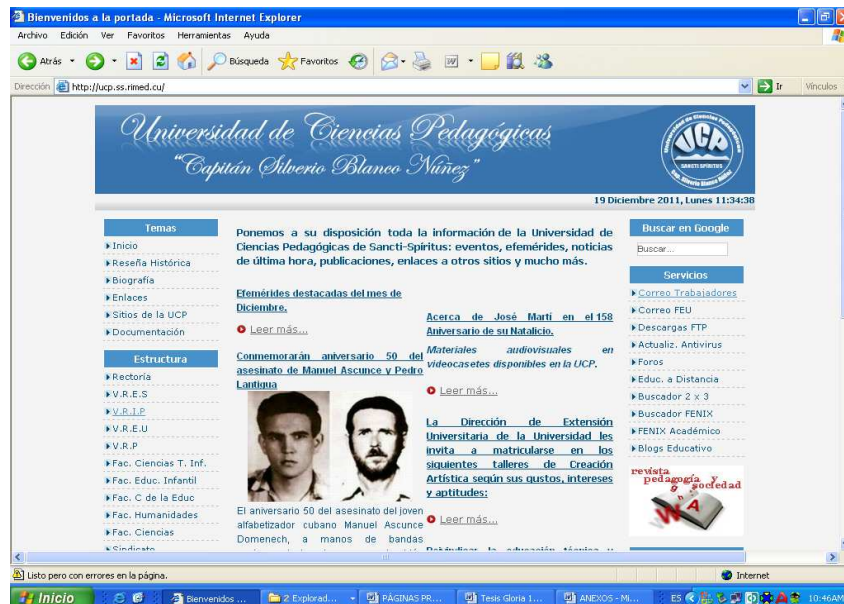 Bienvenidos a la portada - Microsoft Internet Explorer
Archivo Edición Ver Favoritos Herramientas Ayuda
Atrás Búsqueda Favoritos
Dirección http://ucp.ss.rimed.cu/ Ir Vínculos
Universidad de Ciencias Pedagógicas
"Capitán Silverio Blanco Núñez"
UCP
SANCTI SPIRITUS
19 Diciembre 2011, Lunes 11:34:38
Temas
Inicio
Reseña Histórica
Biografía
Enlaces
Sitios de la UCP
Documentación
Estructura
Rectoría
V.R.E.S
V.R.I.P
V.R.E.U
V.R.P
Fac. Ciencias T. Inf.
Fac. Educ. Infantil
Fac. C de la Educ
Fac. Humanidades
Fac. Ciencias
Sindicato
Ponemos a su disposición toda la información de la Universidad de
Ciencias Pedagógicas de Sancti-Spíritus: eventos, efemérides, noticias
de última hora, publicaciones, enlaces a otros sitios y mucho más.
Efemérides destacadas del mes de
Diciembre.
Leer más...
Conmemorarán aniversario 50 del
asesinato de Manuel Ascunce y Pedro
Lantigua
El aniversario 50 del asesinato del joven
alfabetizador cubano Manuel Ascunce
Domenech, a manos de bandas
Acerca de José Martí en el 158
Aniversario de su Natalicio.
Materiales audiovisuales en
videocasetes disponibles en la UCP.
Leer más...
La Dirección de Extensión
Universitaria de la Universidad les
invita a matricularse en los
siguientes talleres de Creación
Artística según sus gustos, intereses
y aptitudes:
Leer más...
Reivindicar la educación técnica y
Buscar en Google
Buscar...
Servicios
Correo Trabajadores
Correo FEU
Descargas FTP
Actualiz. Antivirus
Foros
Educ. a Distancia
Buscador 2 x 3
Buscador FENIX
FENIX Académico
Blogs Educativo
revista
pedagogía y
sociedad
Listo pero con errores en la página. Internet
Inicio Bienvenidos ... 2 Explorad... PÁGINAS PR... Tesis Gloria 1... ANEXOS - Mi... ES 10:46AM